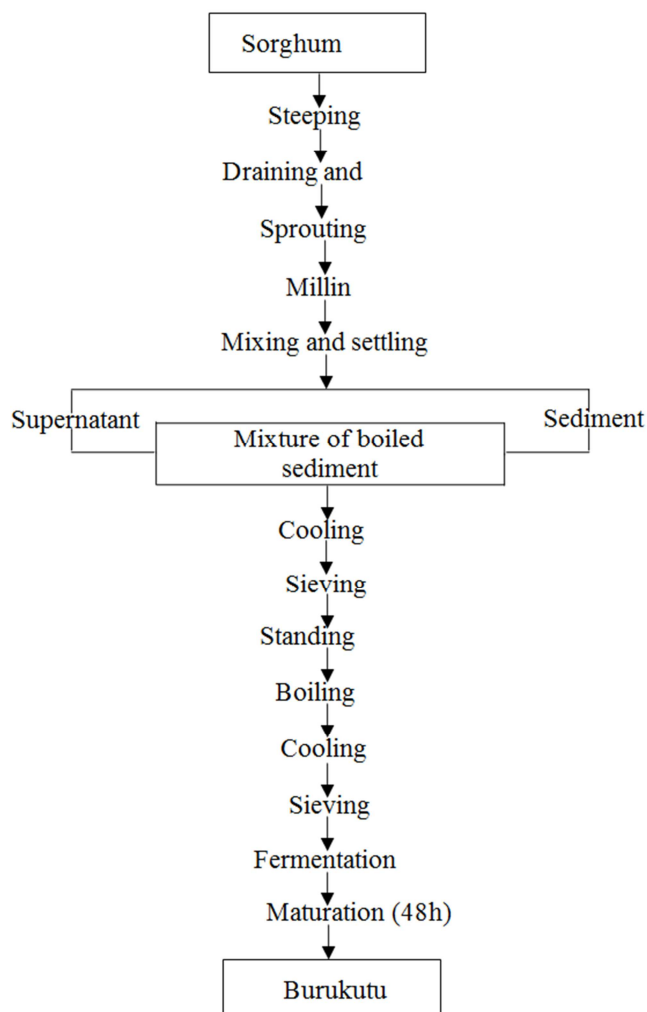 Sorghum
Steeping
Draining and
Sprouting
Millin
Mixing and settling
Supernatant
Sediment
Mixture of boiled
sediment
Cooling
Sieving
Standing
Boiling
Cooling
Sieving
Fermentation
Maturation (48h)
Burukutu